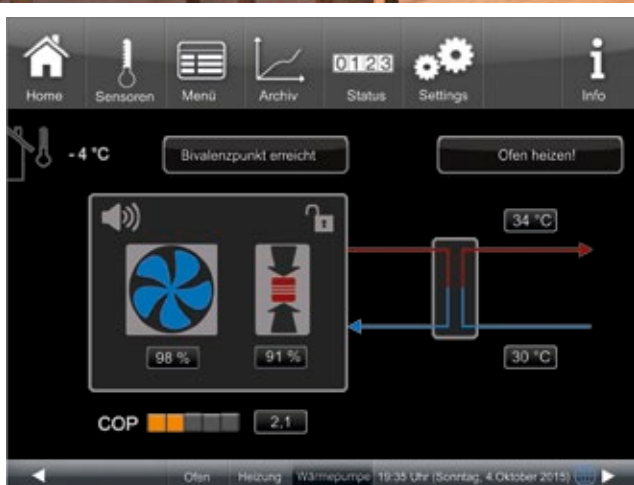 0123
Home Sensoren Menü Archiv Status Settings Info
- 4 °C Bivalenzpunkt erreicht Ofen heizen!
34 °C
98 % 91 % 30 °C
COP 2,1
Ofen Heizung Wärmepumpe 19:35 Uhr (Sonntag, 4.Oktober 2015)